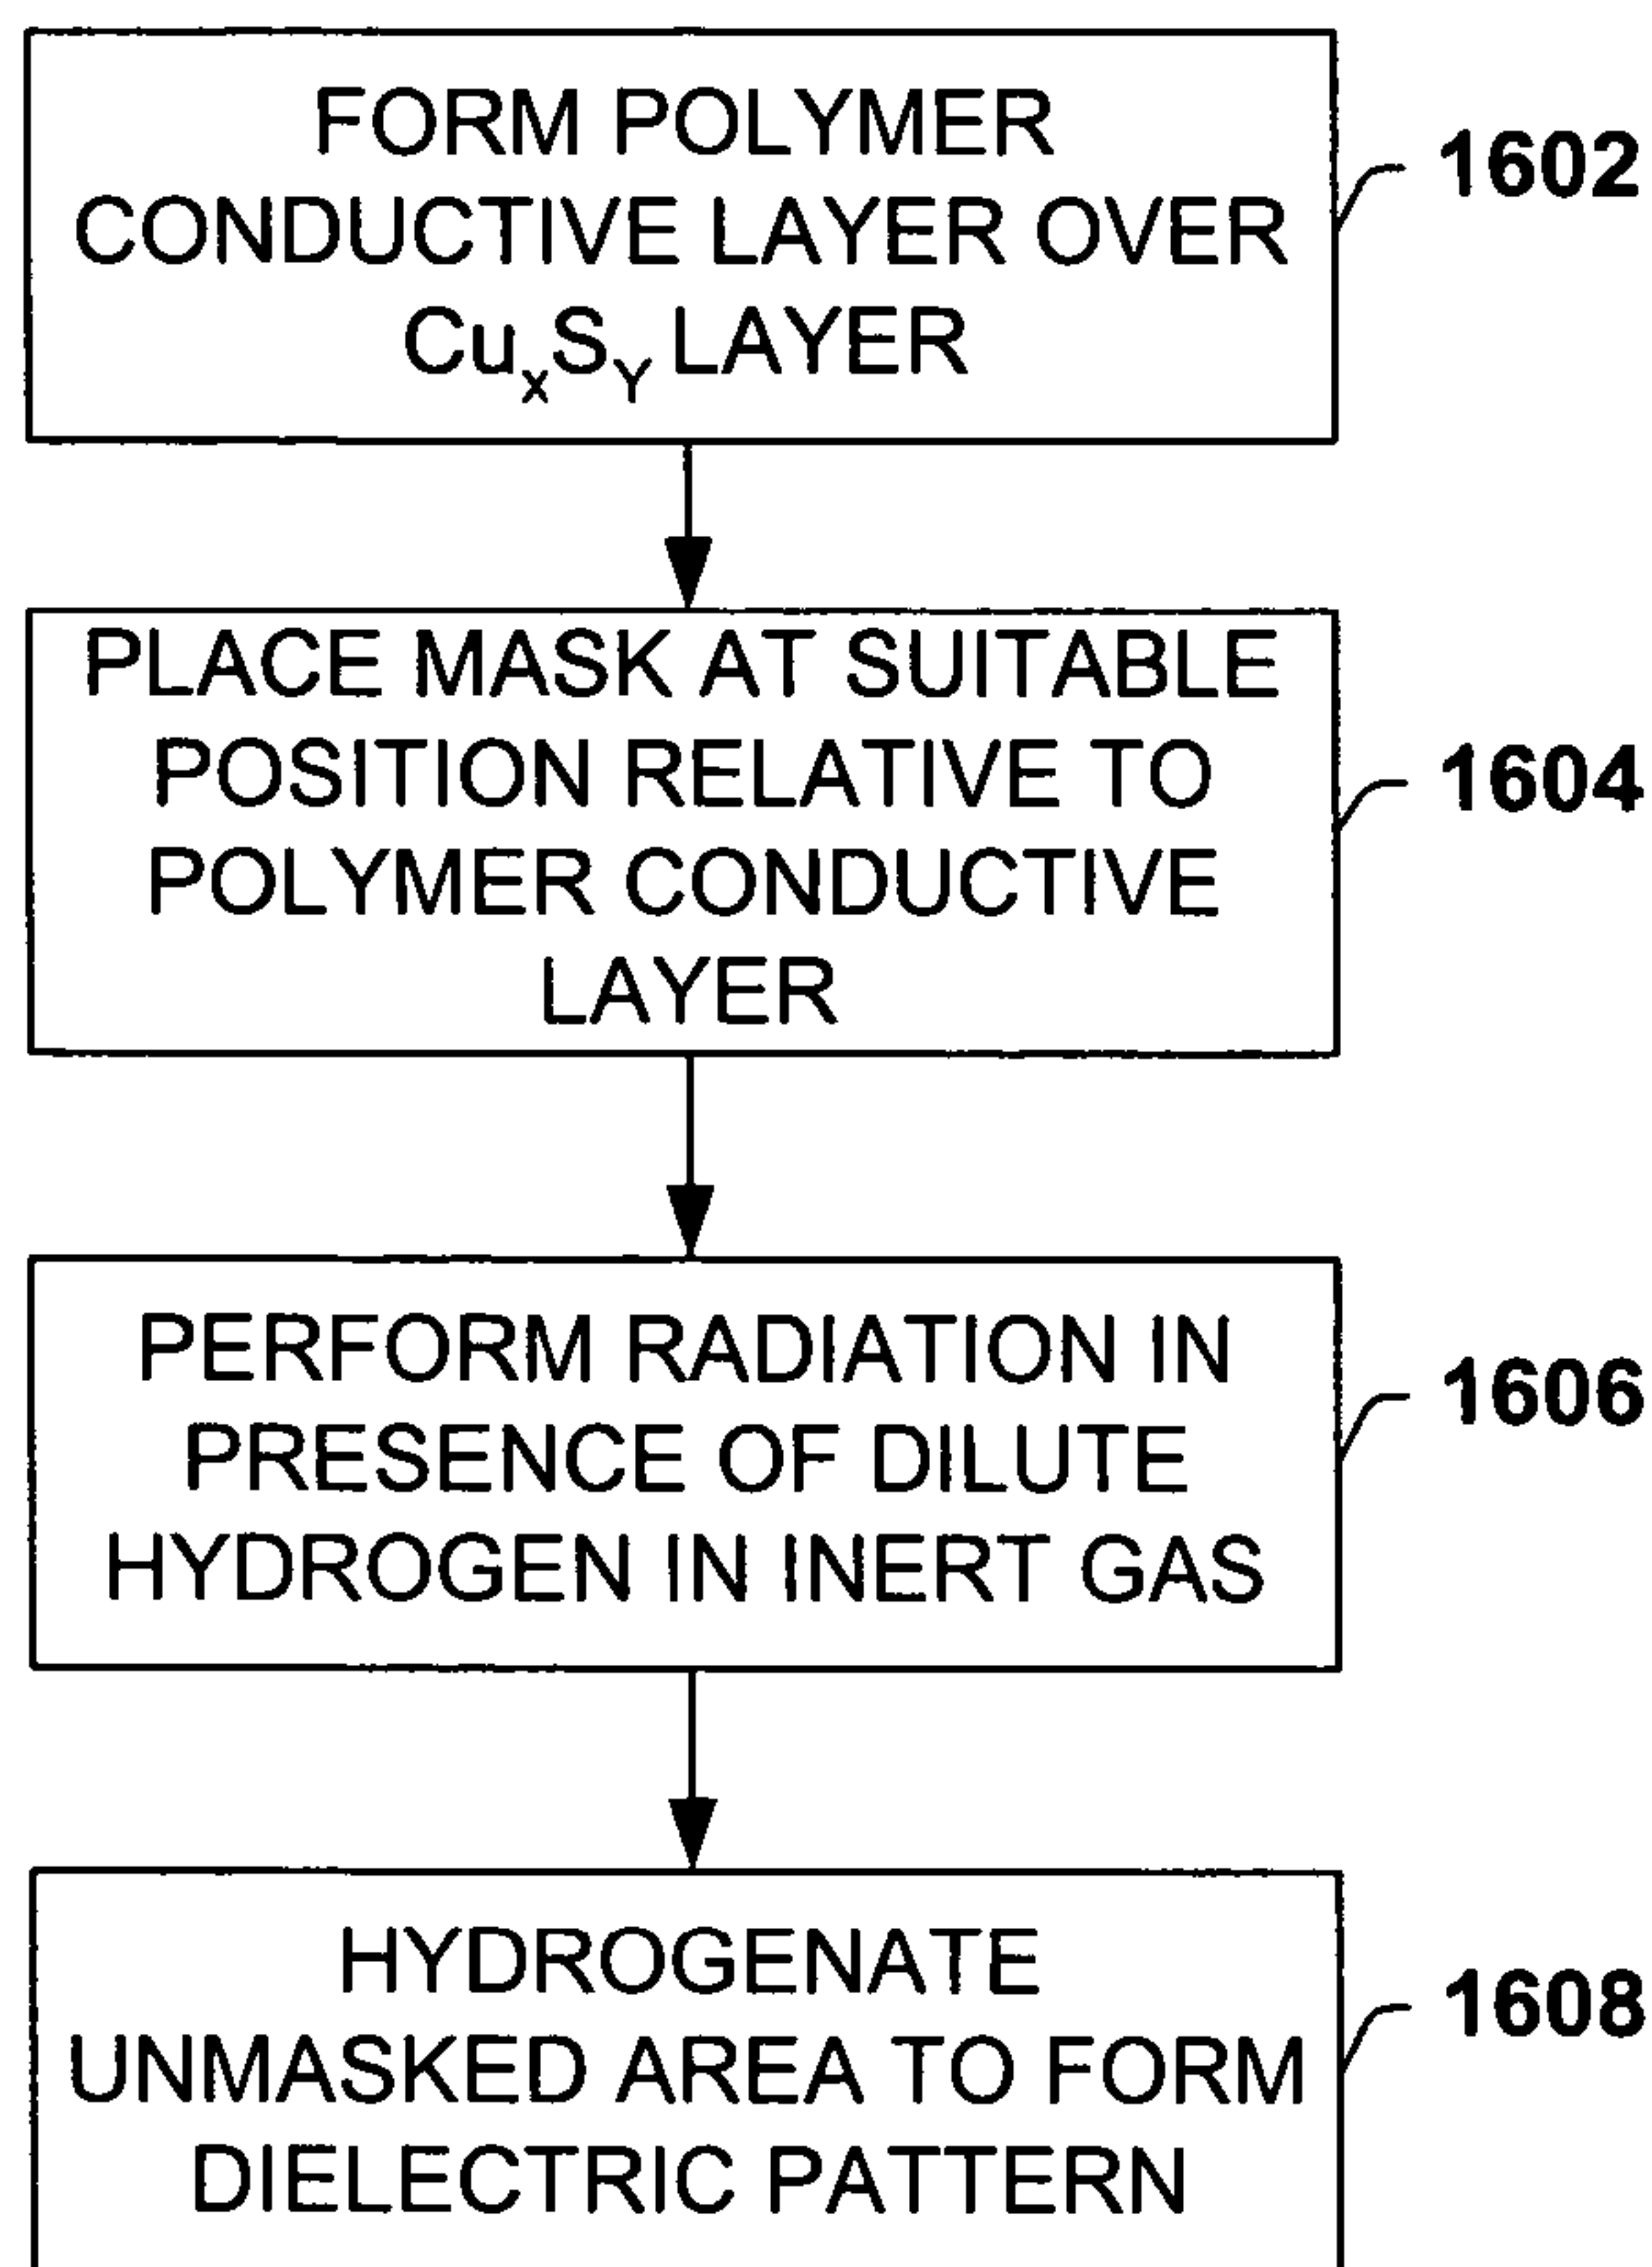 FORM POLYMER
CONDUCTIVE LAYER OVER
CuₓS_Y LAYER
1602
PLACE MASK AT SUITABLE
POSITION RELATIVE TO
POLYMER CONDUCTIVE
LAYER
1604
PERFORM RADIATION IN
PRESENCE OF DILUTE
HYDROGEN IN INERT GAS
1606
HYDROGENATE
UNMASKED AREA TO FORM
DIELECTRIC PATTERN
1608